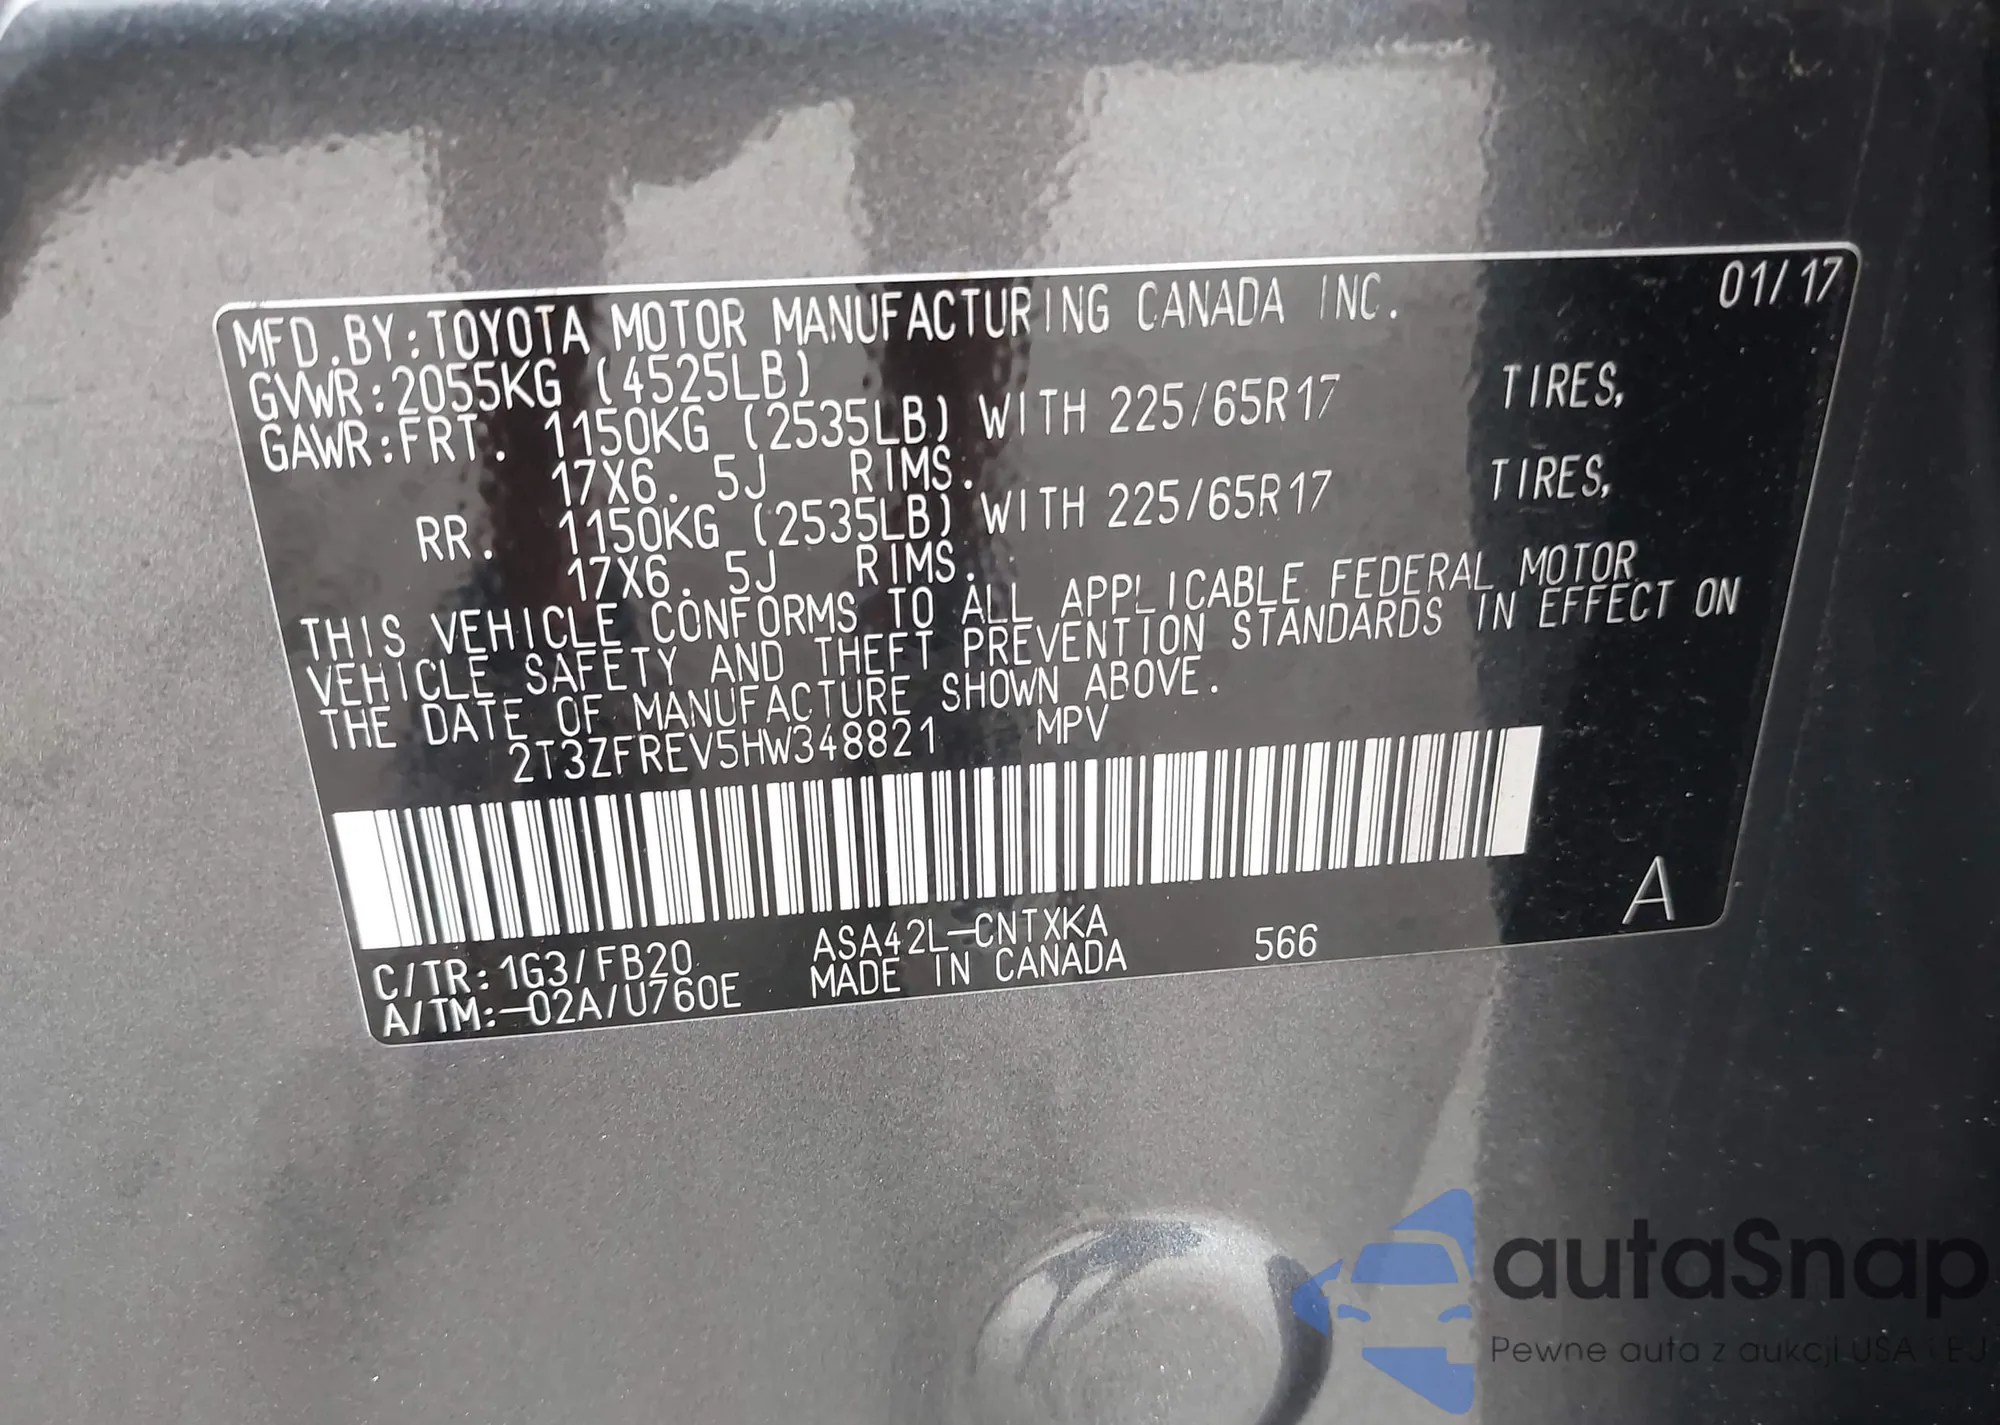 MFD.BY:TOYOTA MOTOR MANUFACTURING CANADA INC. 01/17
GVWR:2055KG (4525LB)
GAWR:FRT. 1150KG (2535LB) WITH 225/65R17 TIRES,
17X6.5J RIMS.
RR. 1150KG (2535LB) WITH 225/65R17 TIRES,
17X6.5J RIMS.
THIS VEHICLE CONFORMS TO ALL APPLICABLE FEDERAL MOTOR
VEHICLE SAFETY AND THEFT PREVENTION STANDARDS IN EFFECT ON
THE DATE OF MANUFACTURE SHOWN ABOVE.
2T3ZFREV5HW348821 MPV
A
C/TR:1G3/FB20 ASA42L-CNTXKA
A/TM:-02A/U760E MADE IN CANADA 566
autaSnap
Pewne auta z aukcji USA i EU